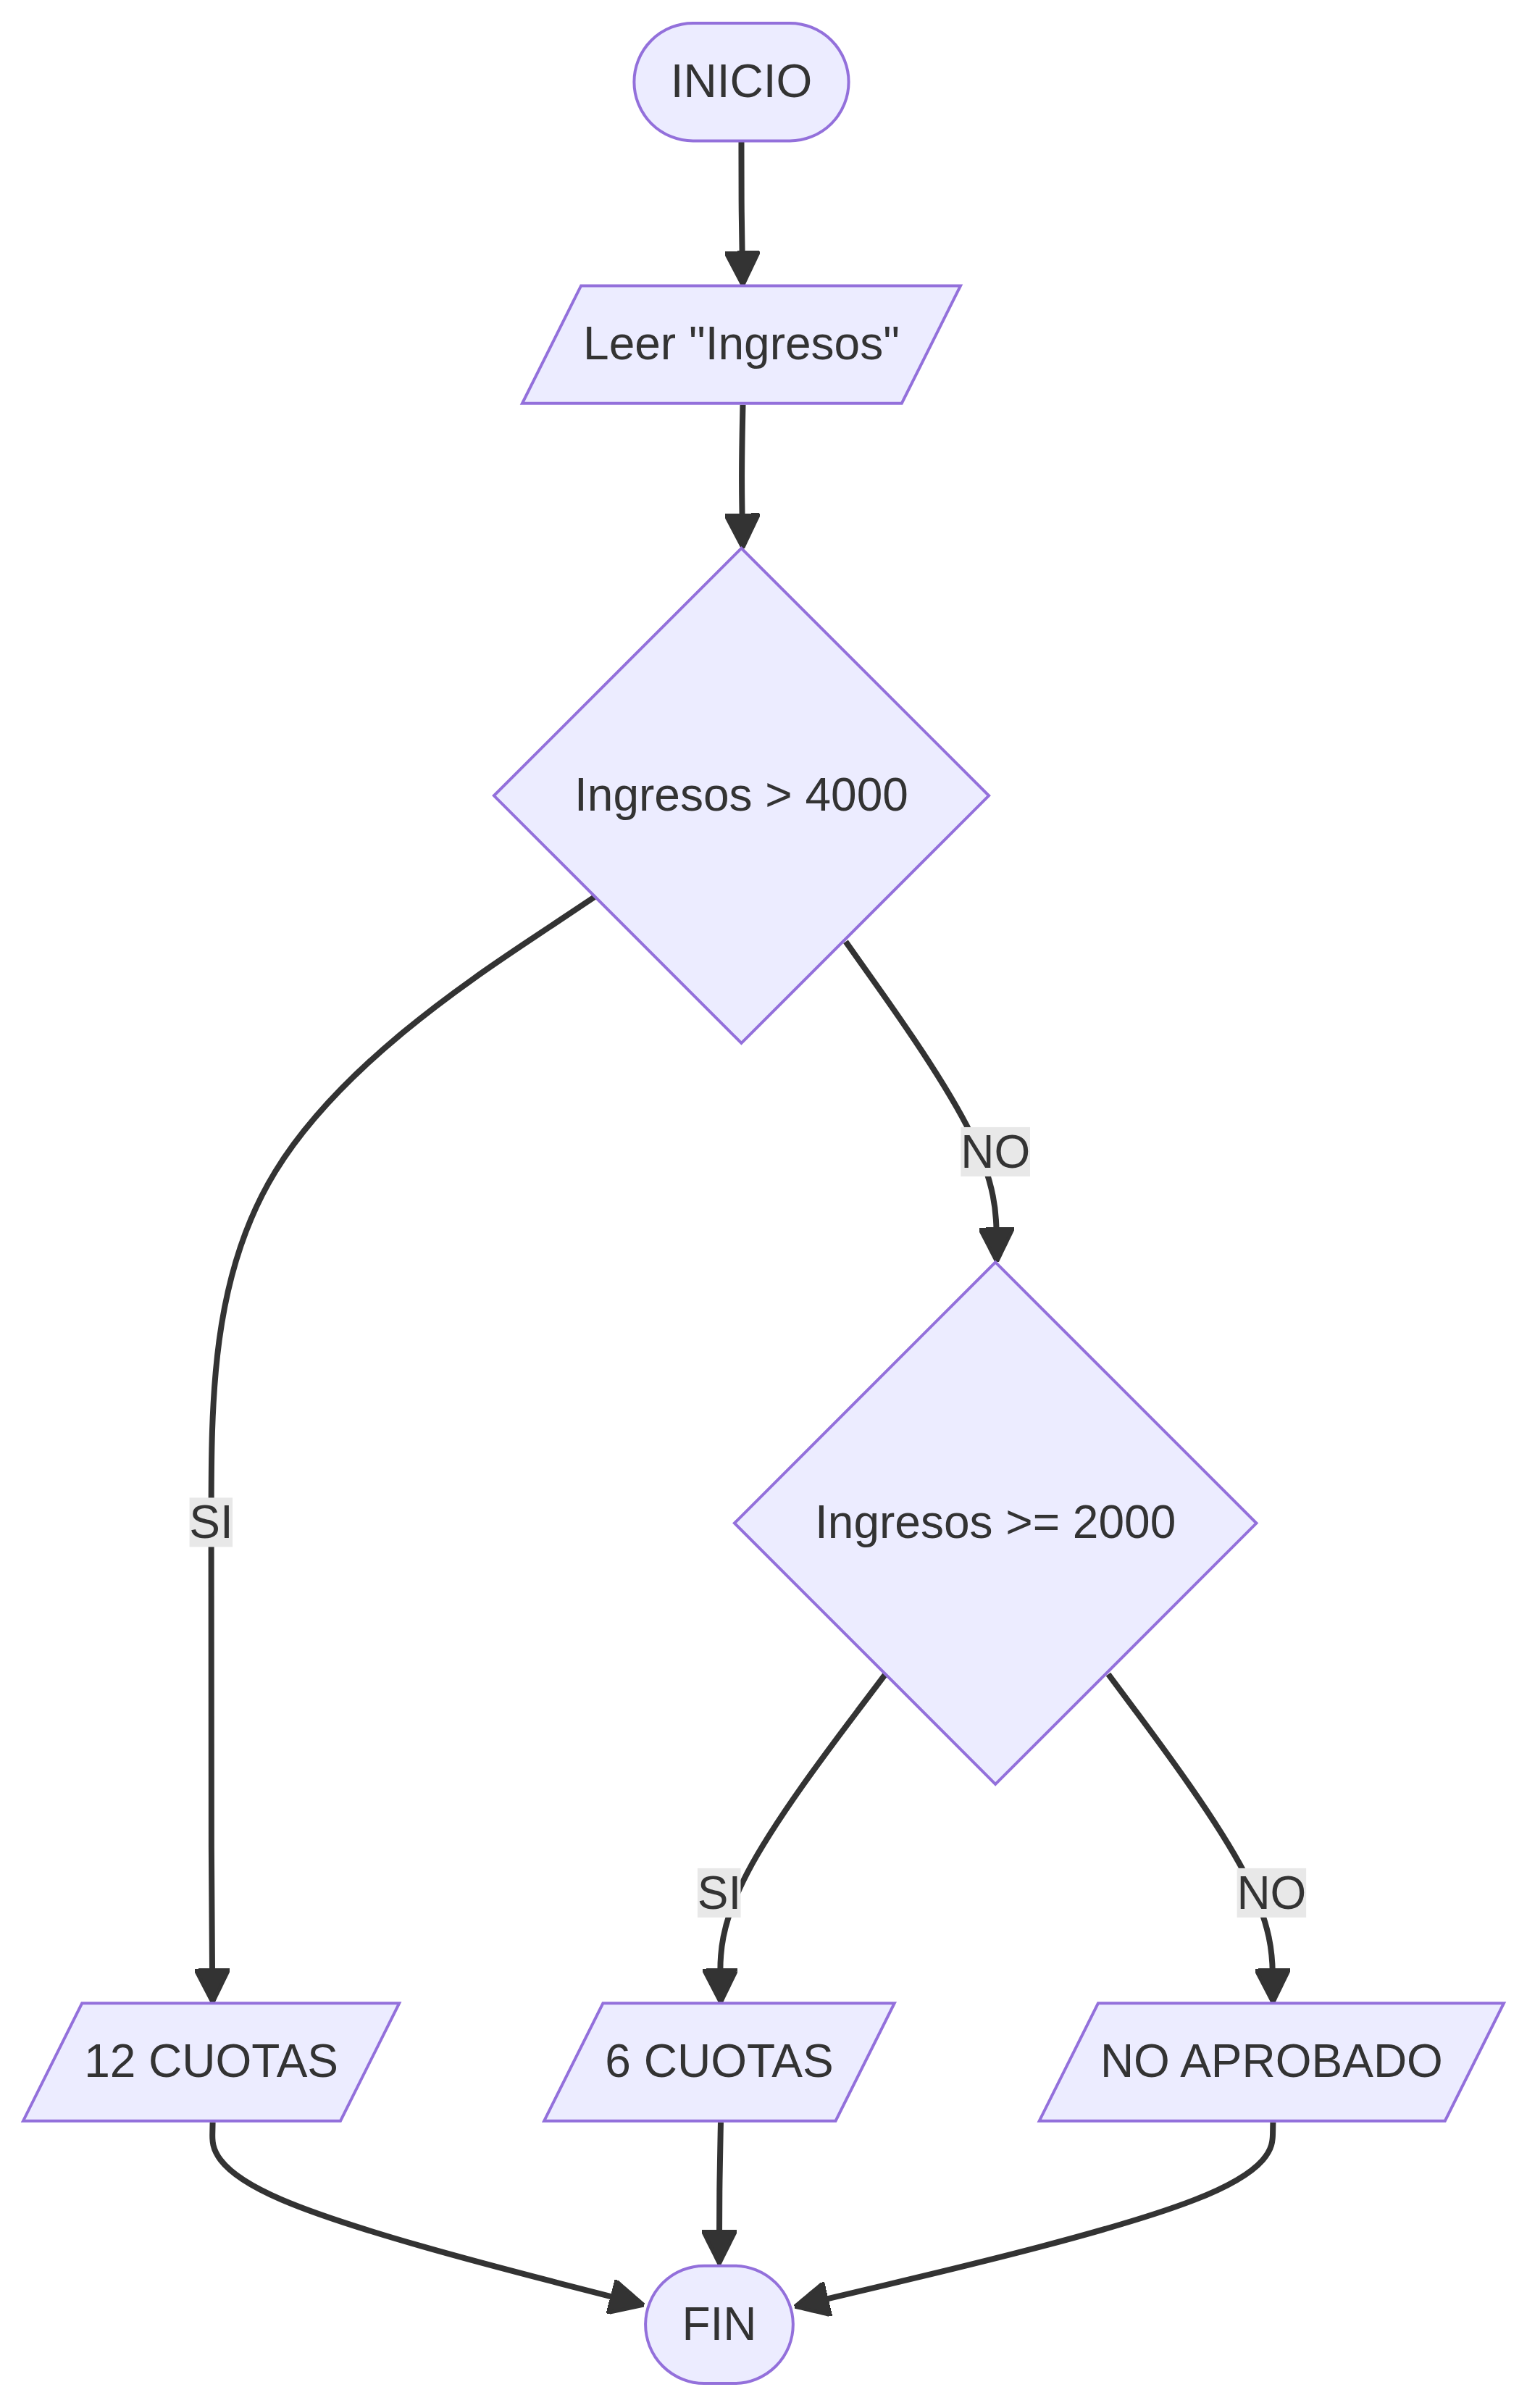 INICIO
Leer "Ingresos"
Ingresos > 4000
NO
SI
Ingresos >= 2000
SI
NO
12 CUOTAS
6 CUOTAS
NO APROBADO
FIN